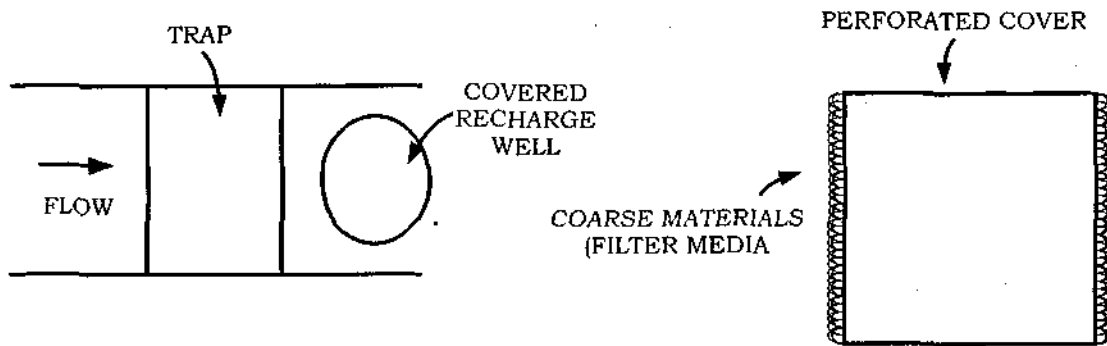 TRAP
COVERED
RECHARGE
WELL
FLOW
PERFORATED COVER
COARSE MATERIALS
(FILTER MEDIA